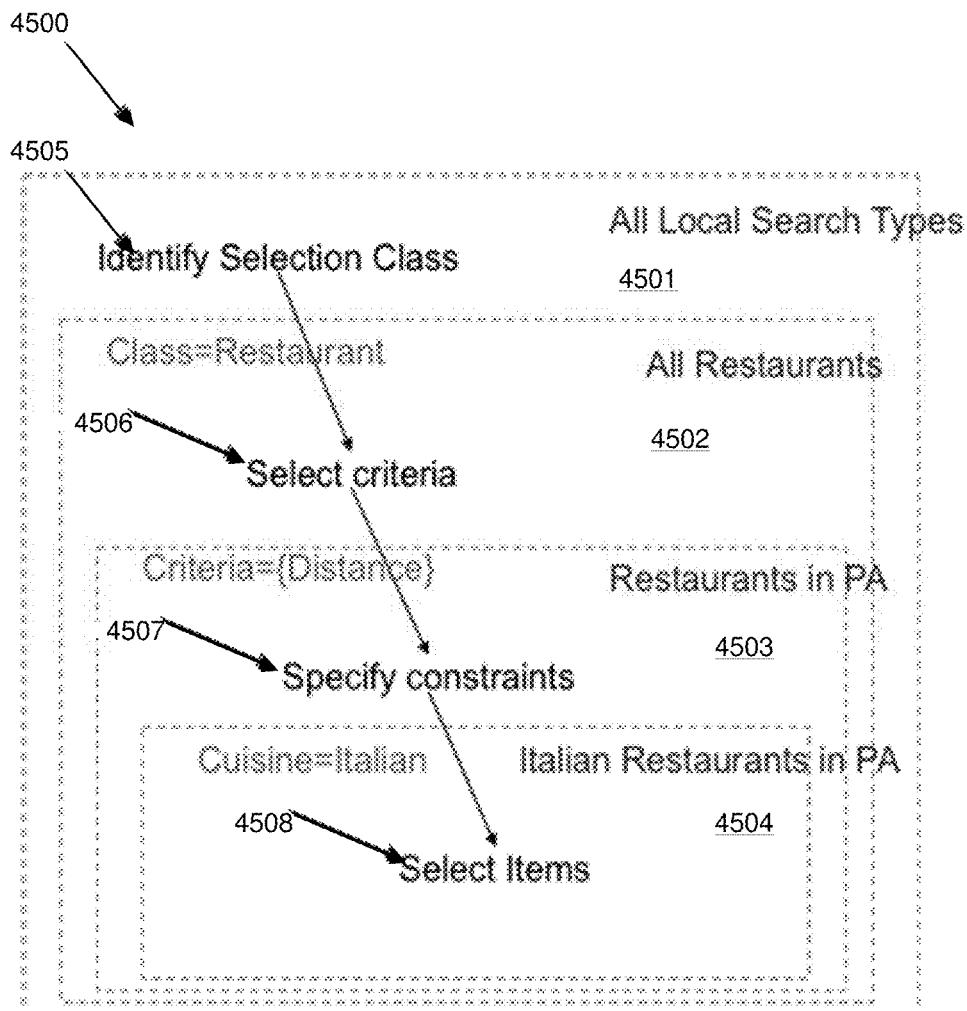 4500
4505
All Local Search Types
Identify Selection Class
4501
Class=Restaurant
All Restaurants
4506
4502
Select criteria
Criteria={Distance}
Restaurants in PA
4507
4503
Specify constraints
Cuisine=Italian
Italian Restaurants in PA
4508
4504
Select Items